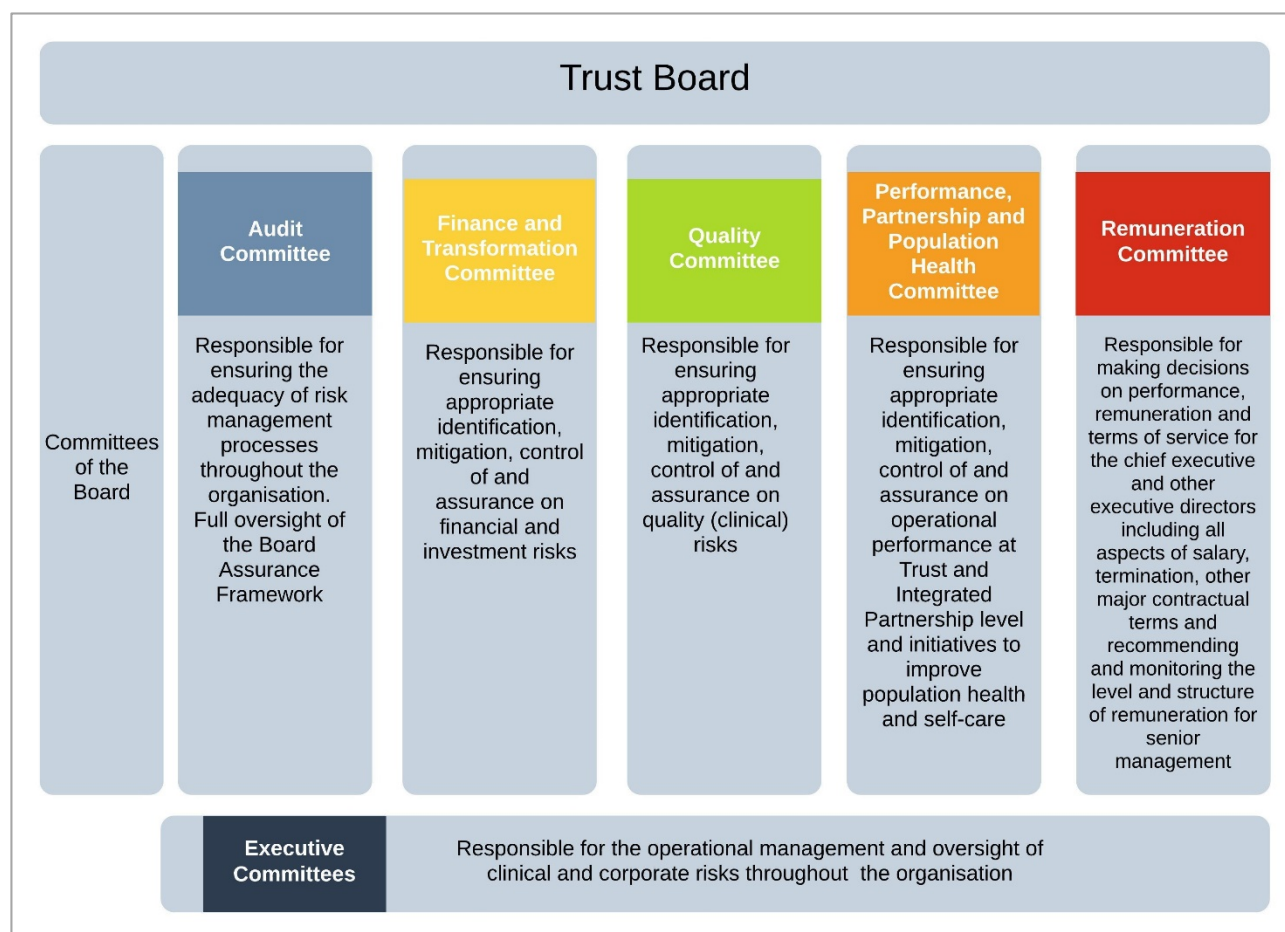 Trust Board
Committees
of the
Board
Audit
Committee
Responsible for
ensuring the
adequacy of risk
management
processes
throughout the
organisation.
Full oversight of
the Board
Assurance
Framework
Finance and
Transformation
Committee
Responsible for
ensuring
appropriate
identification,
mitigation, control
of and
assurance on
financial and
investment risks
Quality
Committee
Responsible for
ensuring
appropriate
identification,
mitigation,
control of and
assurance on
quality (clinical)
risks
Performance,
Partnership and
Population
Health
Committee
Responsible for
ensuring
appropriate
identification,
mitigation,
control of and
assurance on
operational
performance at
Trust and
Integrated
Partnership level
and initiatives to
improve
population health
and self-care
Remuneration
Committee
Responsible for
making decisions
on performance,
remuneration and
terms of service for
the chief executive
and other
executive directors
including all
aspects of salary,
termination, other
major contractual
terms and
recommending
and monitoring the
level and structure
of remuneration for
senior
management
Executive
Committees
Responsible for the operational management and oversight of
clinical and corporate risks throughout the organisation